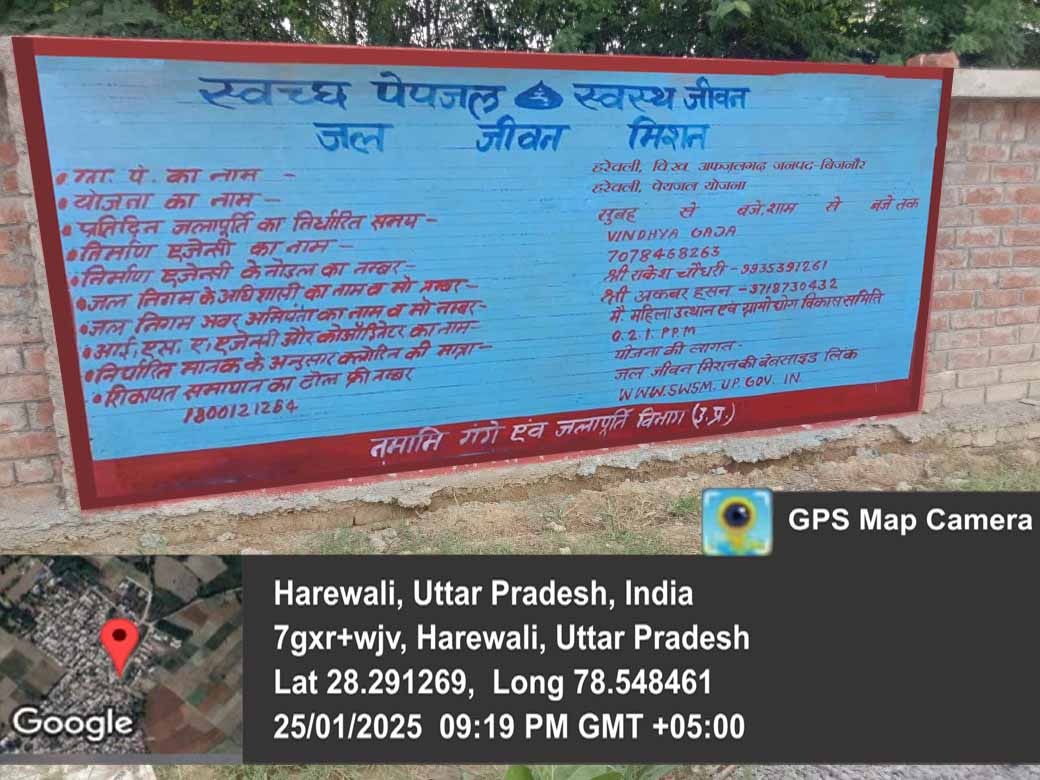 स्वच्छ पेयजल स्वस्थ जीवन
जल जीवन मिशन
• ग्रा. पं. का नाम - हरेवली, वि.ख. अफजलगढ़ जनपद-बिजनौर
• योजना का नाम - हरेवली, पेयजल योजना
• प्रतिदिन जलापूर्ति का निर्धारित समय - सुबह से बजे, शाम से बजे तक
• निर्माण एजेन्सी का नाम - VINDHYA GAJA
• निर्माण एजेन्सी के नोडल का नम्बर - 7078468263
• जल निगम के अधिशासी का नाम व मो नम्बर - श्री राकेश चौधरी - 9935391261
• जल निगम अवर अभियंता का नाम व मो नाबर - श्री अकबर हसन - 9718730432
• आई. एस. ए. एजेन्सी और कोऑर्डिनेटर का नाम - मै. महिला उत्थान एवं ग्रामोद्योग विकास समिति
• निर्धारित मानक के अनुसार क्लोरिन की मात्रा - 0.21. PPM
• शिकायत समाधान का टोल फ्री नम्बर
1800121264
योजना की लागत -
जल जीवन मिशन की बेवसाइड लिंक
WWW.SWSM.UP.GOV.IN
नमामि गंगे एवं जलापूर्ति विभाग (उ.प्र.)
GPS Map Camera
Harewali, Uttar Pradesh, India
7gxr+wjv, Harewali, Uttar Pradesh
Lat 28.291269, Long 78.548461
25/01/2025 09:19 PM GMT +05:00
Google